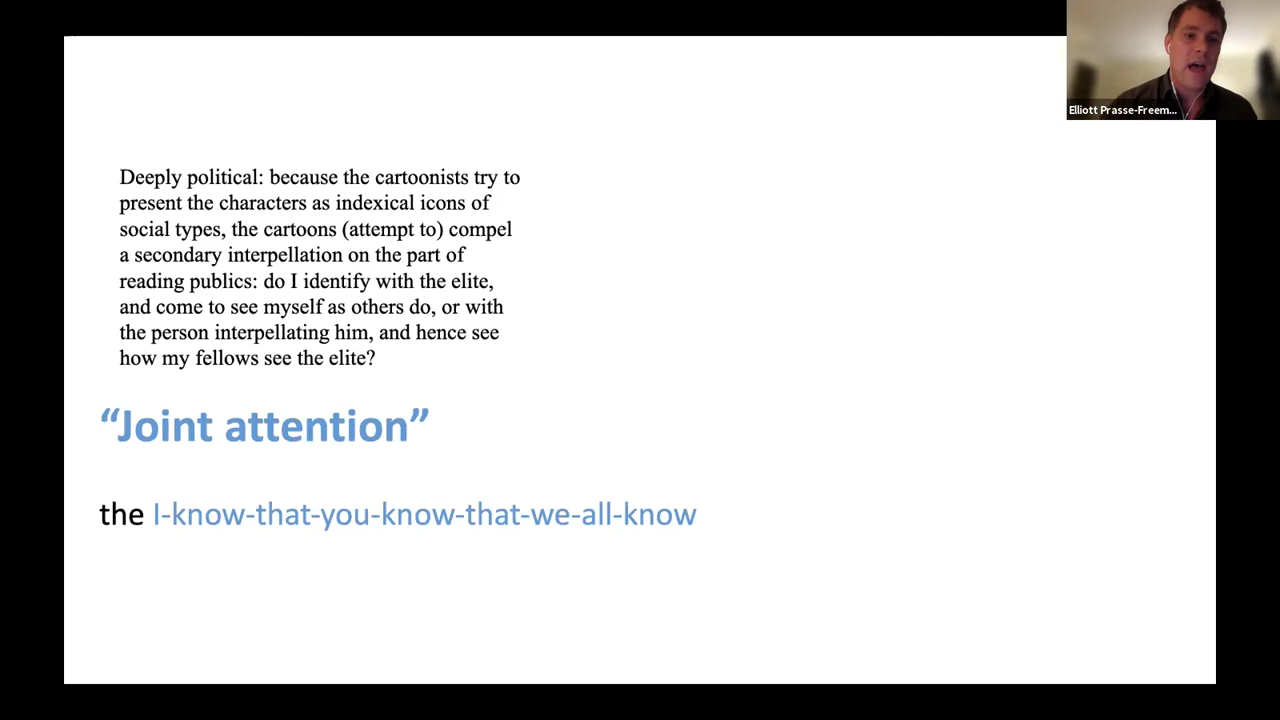 Elliott Prasse-Freem...
Deeply political: because the cartoonists try to
present the characters as indexical icons of
social types, the cartoons (attempt to) compel
a secondary interpellation on the part of
reading publics: do I identify with the elite,
and come to see myself as others do, or with
the person interpellating him, and hence see
how my fellows see the elite?
“Joint attention”
the I-know-that-you-know-that-we-all-know